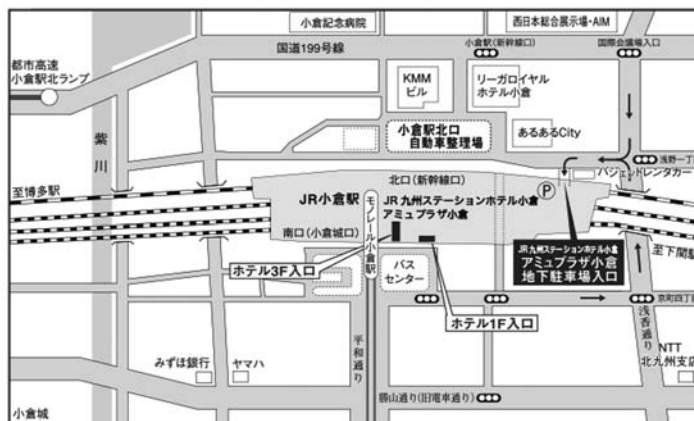 小倉記念病院
西日本総合展示場・AIM
国道199号線
小倉駅(新幹線口)
国際会議場入口
都市高速
小倉駅北ランプ
KMM
ビル
リーガロイヤル
ホテル小倉
紫川
小倉駅北口
自動車整理場
あるあるCity
浅野一丁
バジェットレンタカー
至博多駅
北口(新幹線口)
P
JR小倉駅
モノレール小倉駅
JR九州ステーションホテル小倉
アミュプラザ小倉
南口(小倉城口)
JR九州ステーションホテル小倉
アミュプラザ小倉
地下駐車場入口
至下関駅
ホテル3F入口
バス
センター
京町四丁
ホテル1F入口
浅香通り
平和通り
みずほ銀行
ヤマハ
NTT
北九州支店
勝山通り(旧電車通り)
小倉城